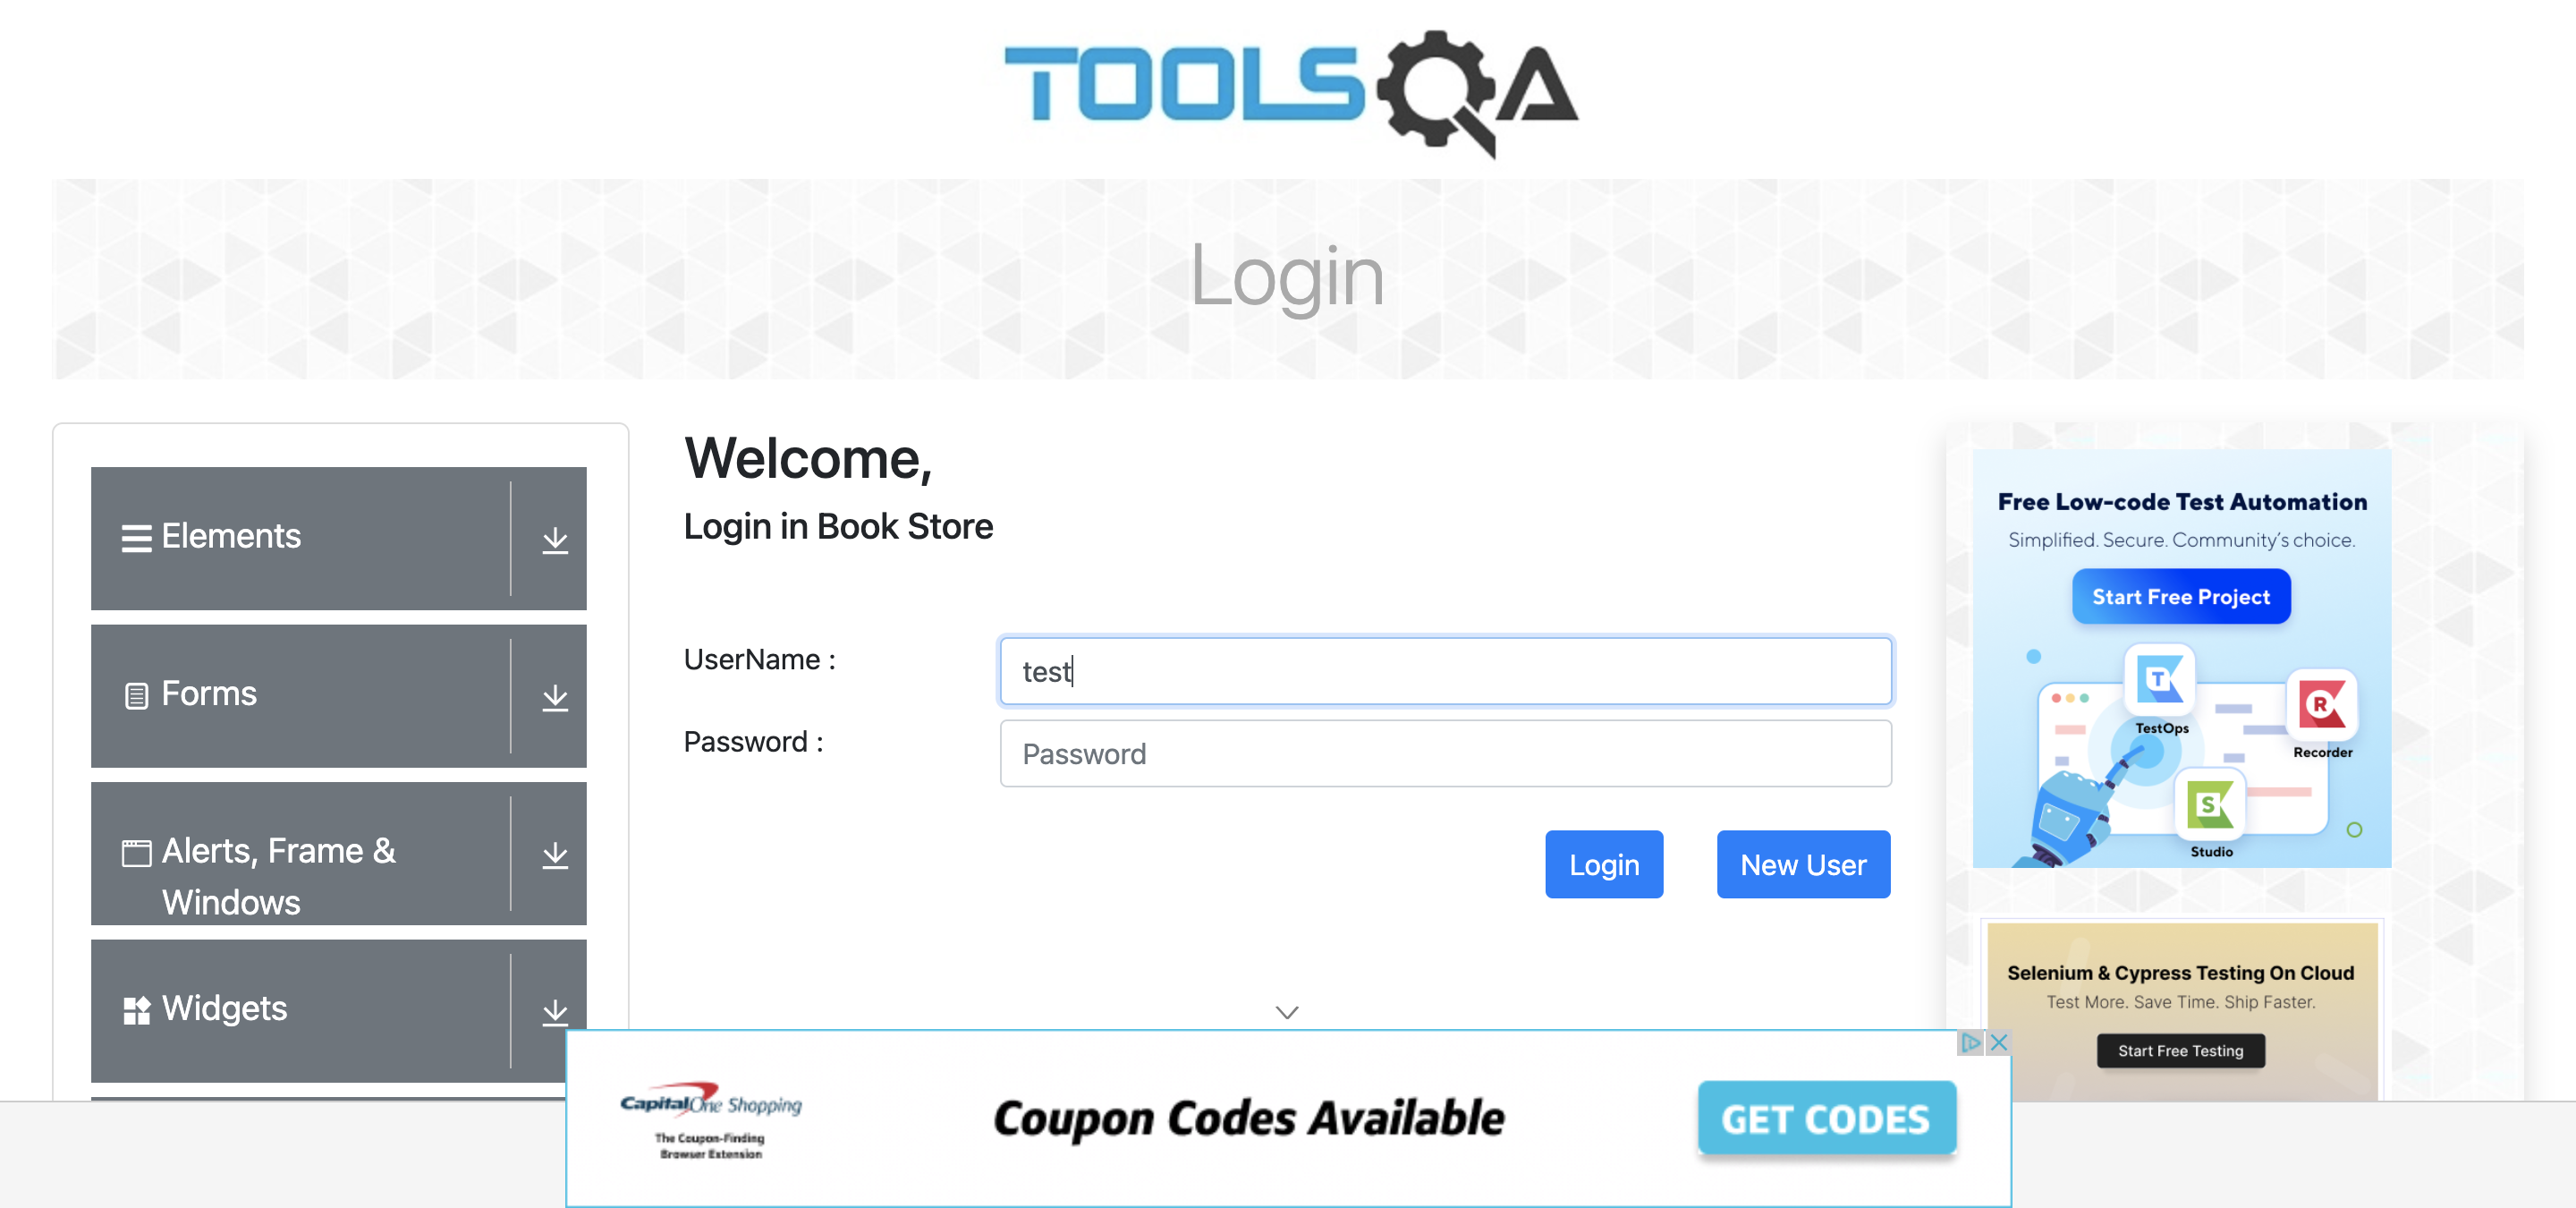 TOOLSQA
Login
Elements
Forms
Alerts, Frame &
Windows
Widgets
Welcome,
Login in Book Store
UserName :
test
Password :
Password
Login
New User
Free Low-code Test Automation
Simplified. Secure. Community's choice.
Start Free Project
T
TestOps
R
Recorder
S
Studio
Selenium & Cypress Testing On Cloud
Test More. Save Time. Ship Faster.
Start Free Testing
CapitalOne Shopping
The Coupon-Finding
Browser Extension
Coupon Codes Available
GET CODES